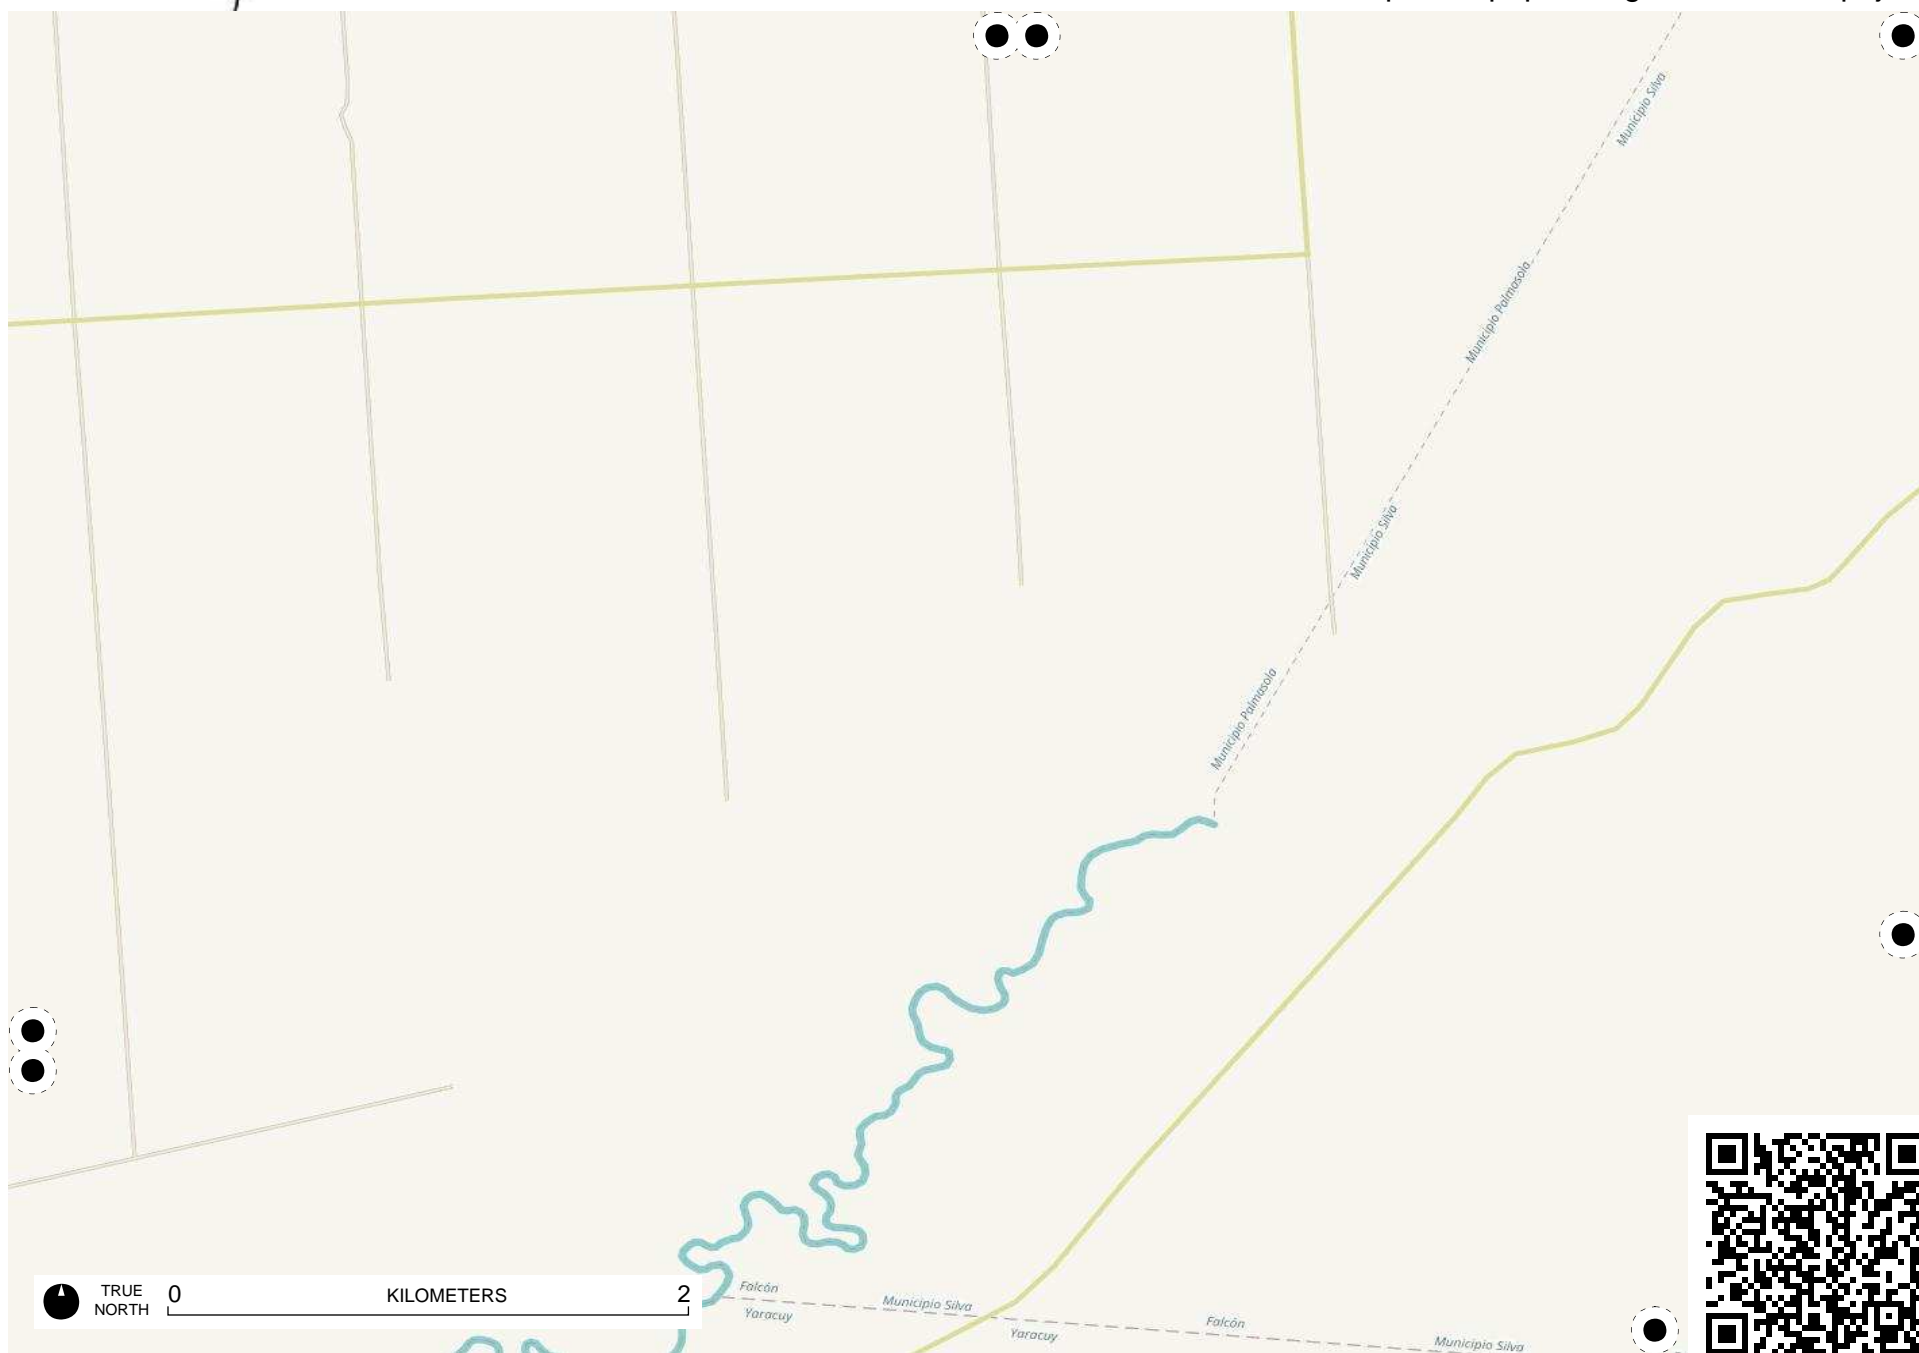 Municipio Silva
Municipio Palmasola
Municipio Silva
Municipio Palmasola
Falcón
Municipio Silva
Yaracuy
Falcón
Yaracuy
Municipio Silva
TRUE
NORTH
0
KILOMETERS
2